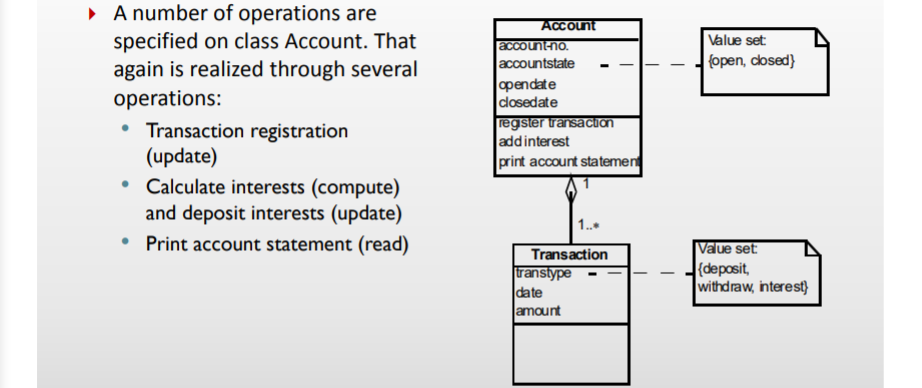 A number of operations are
specified on class Account. That
again is realized through several
operations:
Transaction registration
(update)
Calculate interests (compute)
and deposit interests (update)
Print account statement (read)
Account
account-no.
accountstate
opendate
closedate
register transaction
add interest
print account statement
Value set:
{open, closed}
1
1..*
Transaction
transtype
date
amount
Value set:
{deposit,
withdraw, interest}